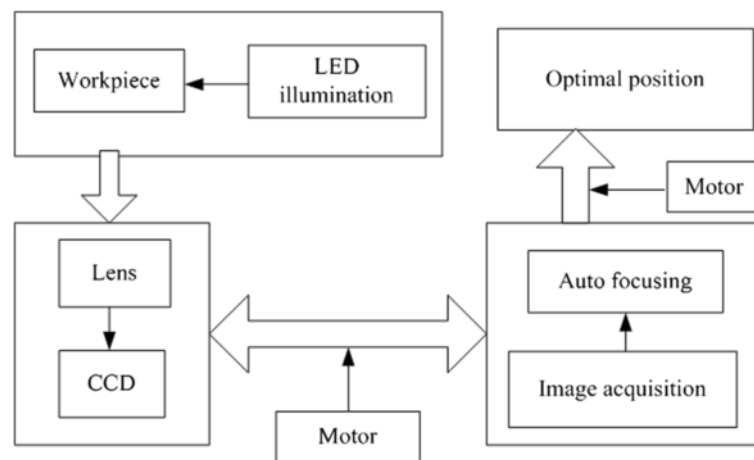 Workpiece
LED
illumination
Optimal position
Motor
Lens
CCD
Auto focusing
Image acquisition
Motor